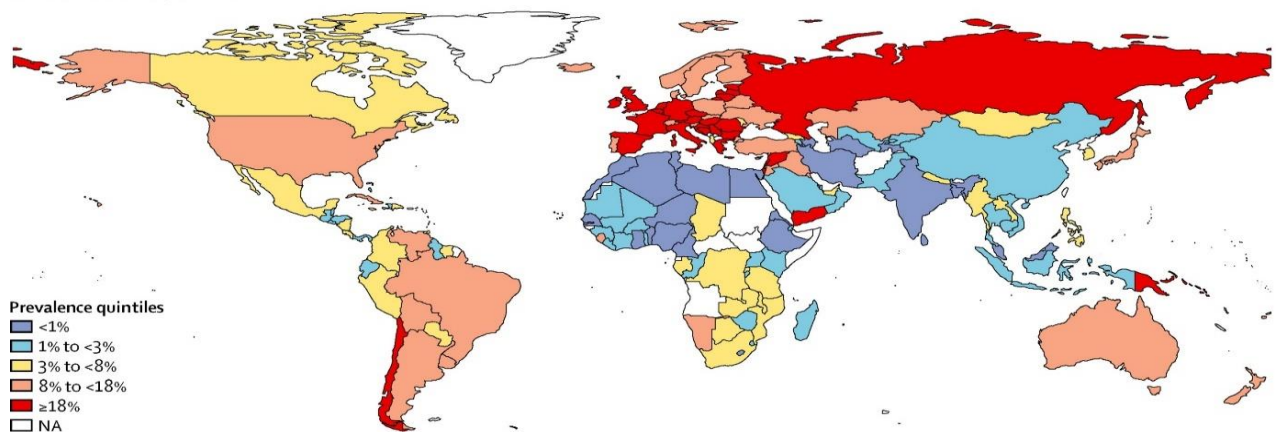 Prevalence quintiles
<1%
1% to <3%
3% to <8%
8% to <18%
≥18%
NA